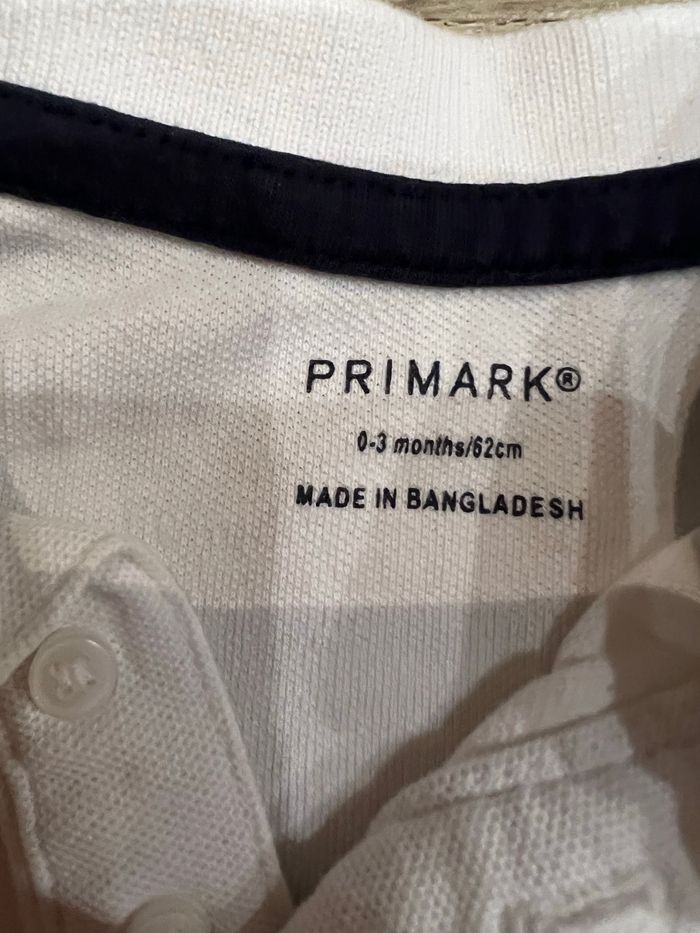 PRIMARK®
0-3 months/62cm
MADE IN BANGLADESH